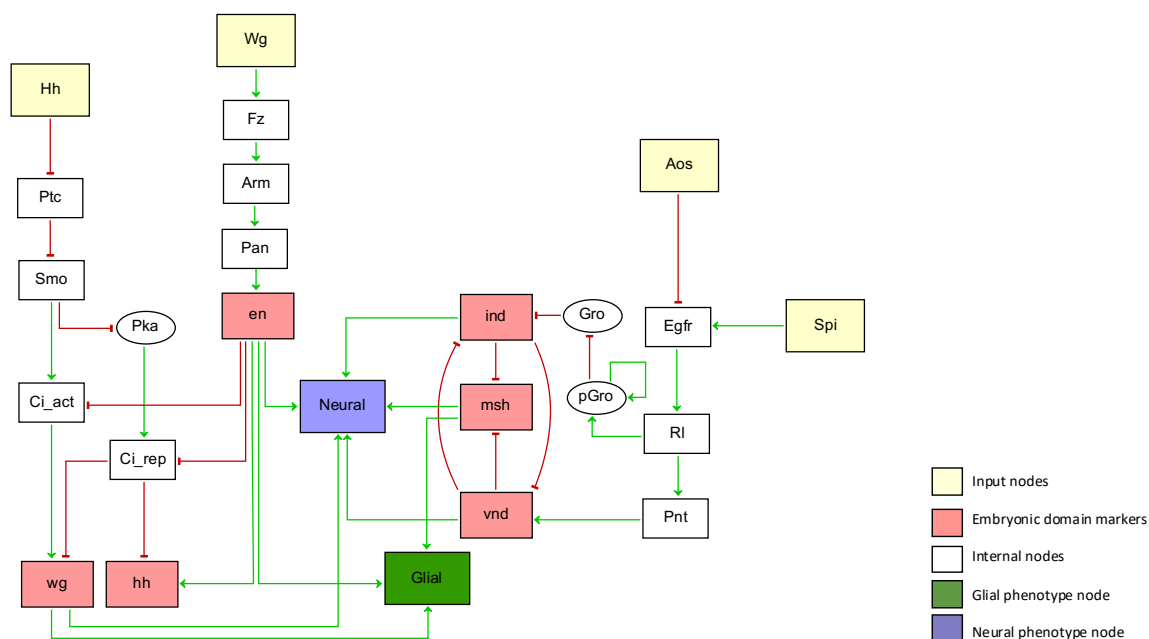 Wg
Hh
Fz
Aos
Arm
Ptc
Pan
Smo
en
Pka
ind
Gro
Egfr
Spi
Ci_act
Neural
msh
pGro
Rl
Ci_rep
vnd
Pnt
wg
hh
Glial
Input nodes
Embryonic domain markers
Internal nodes
Glial phenotype node
Neural phenotype node